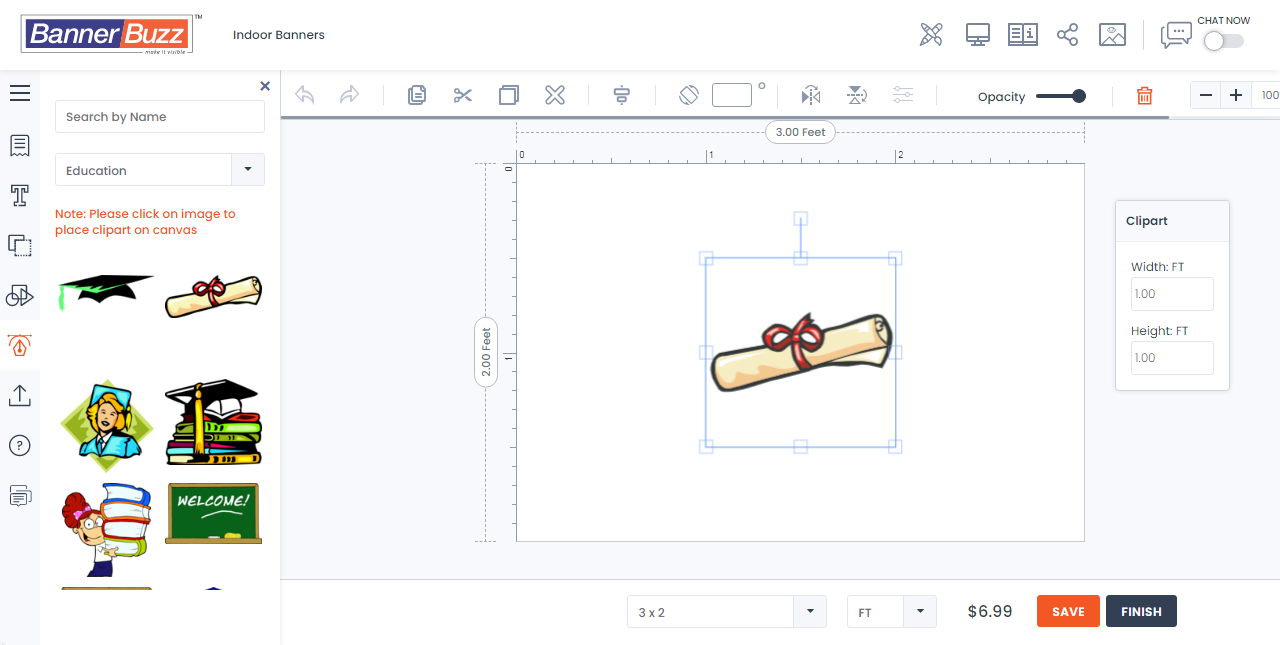 BannerBuzz
TM
make it visible
Indoor Banners
CHAT NOW
Search by Name
Education
Note: Please click on image to
place clipart on canvas
WELCOME!
Opacity
100
3.00 Feet
0
1
2
0
1
2.00 Feet
Clipart
Width: FT
1.00
Height: FT
1.00
3 x 2
FT
$6.99
SAVE
FINISH